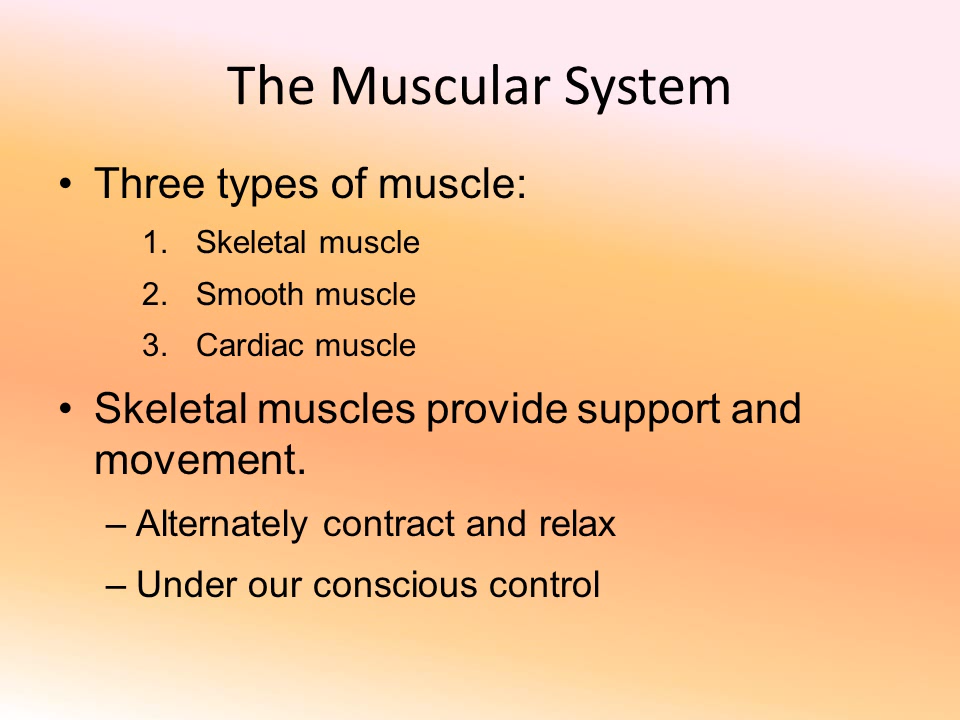 The Muscular System
• Three types of muscle:
1. Skeletal muscle
2. Smooth muscle
3. Cardiac muscle
• Skeletal muscles provide support and
movement.
– Alternately contract and relax
– Under our conscious control